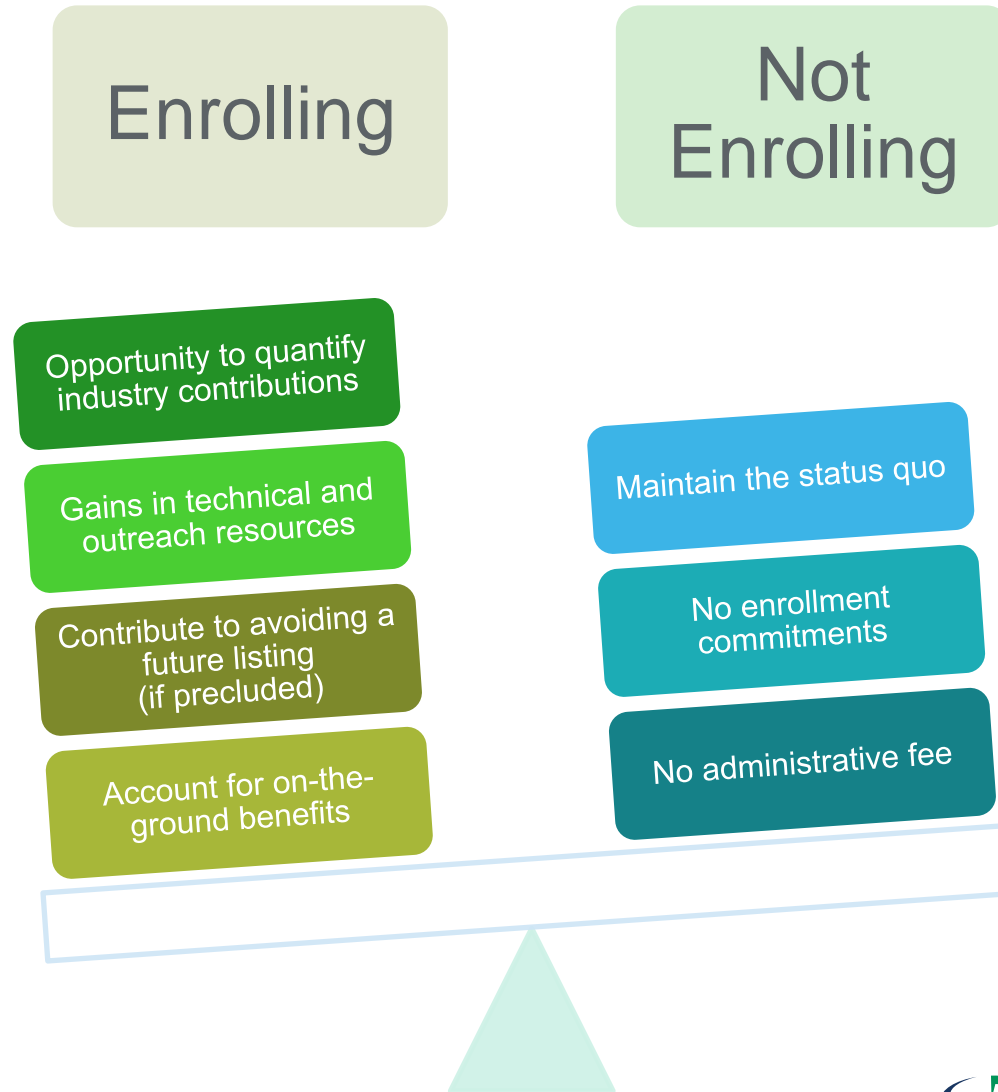 Enrolling
Not
Enrolling
Opportunity to quantify
industry contributions
Gains in technical and
outreach resources
Contribute to avoiding a
future listing
(if precluded)
Account for on-the-
ground benefits
Maintain the status quo
No enrollment
commitments
No administrative fee